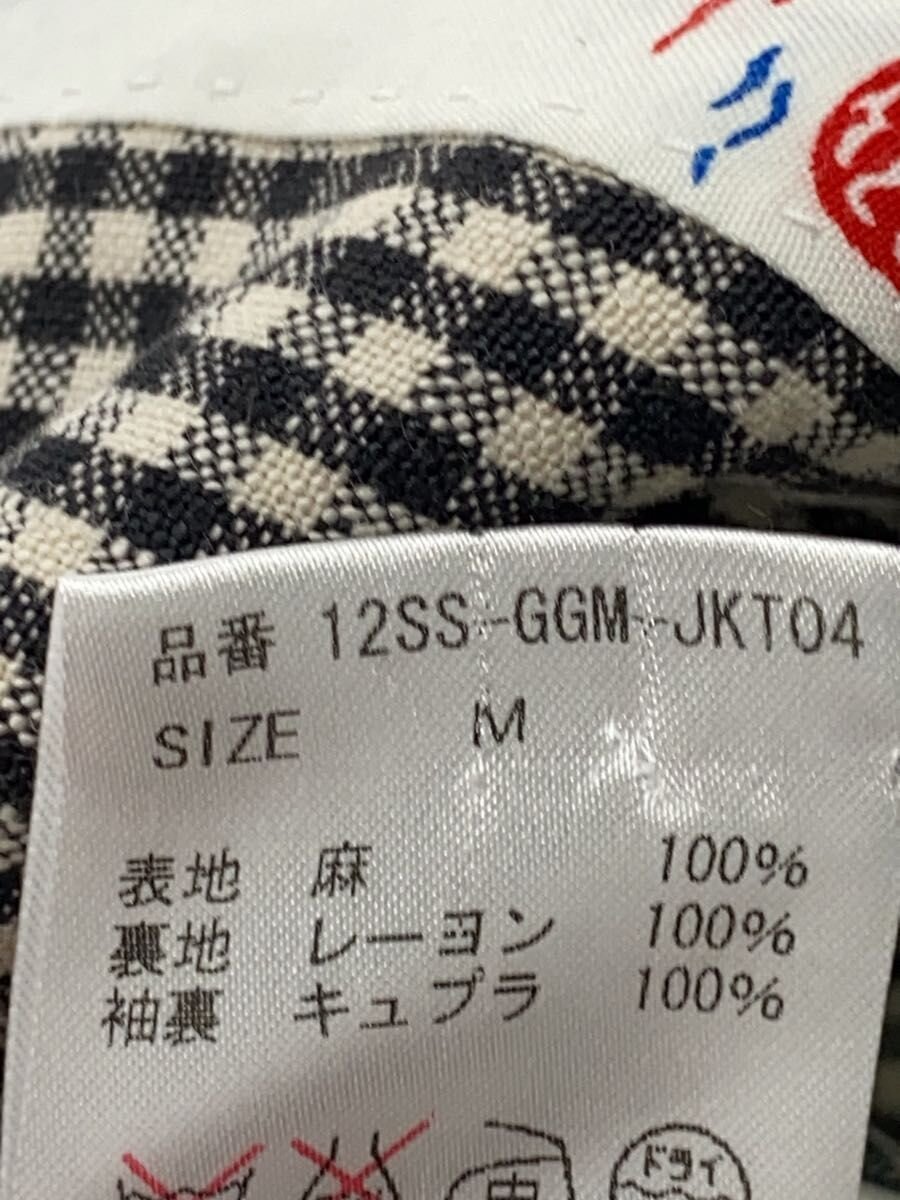 品番 12SS-GGM-JKT04
SIZE M
表地 麻 100%
裏地 レーヨン 100%
袖裏 キュプラ 100%
中 ドライ